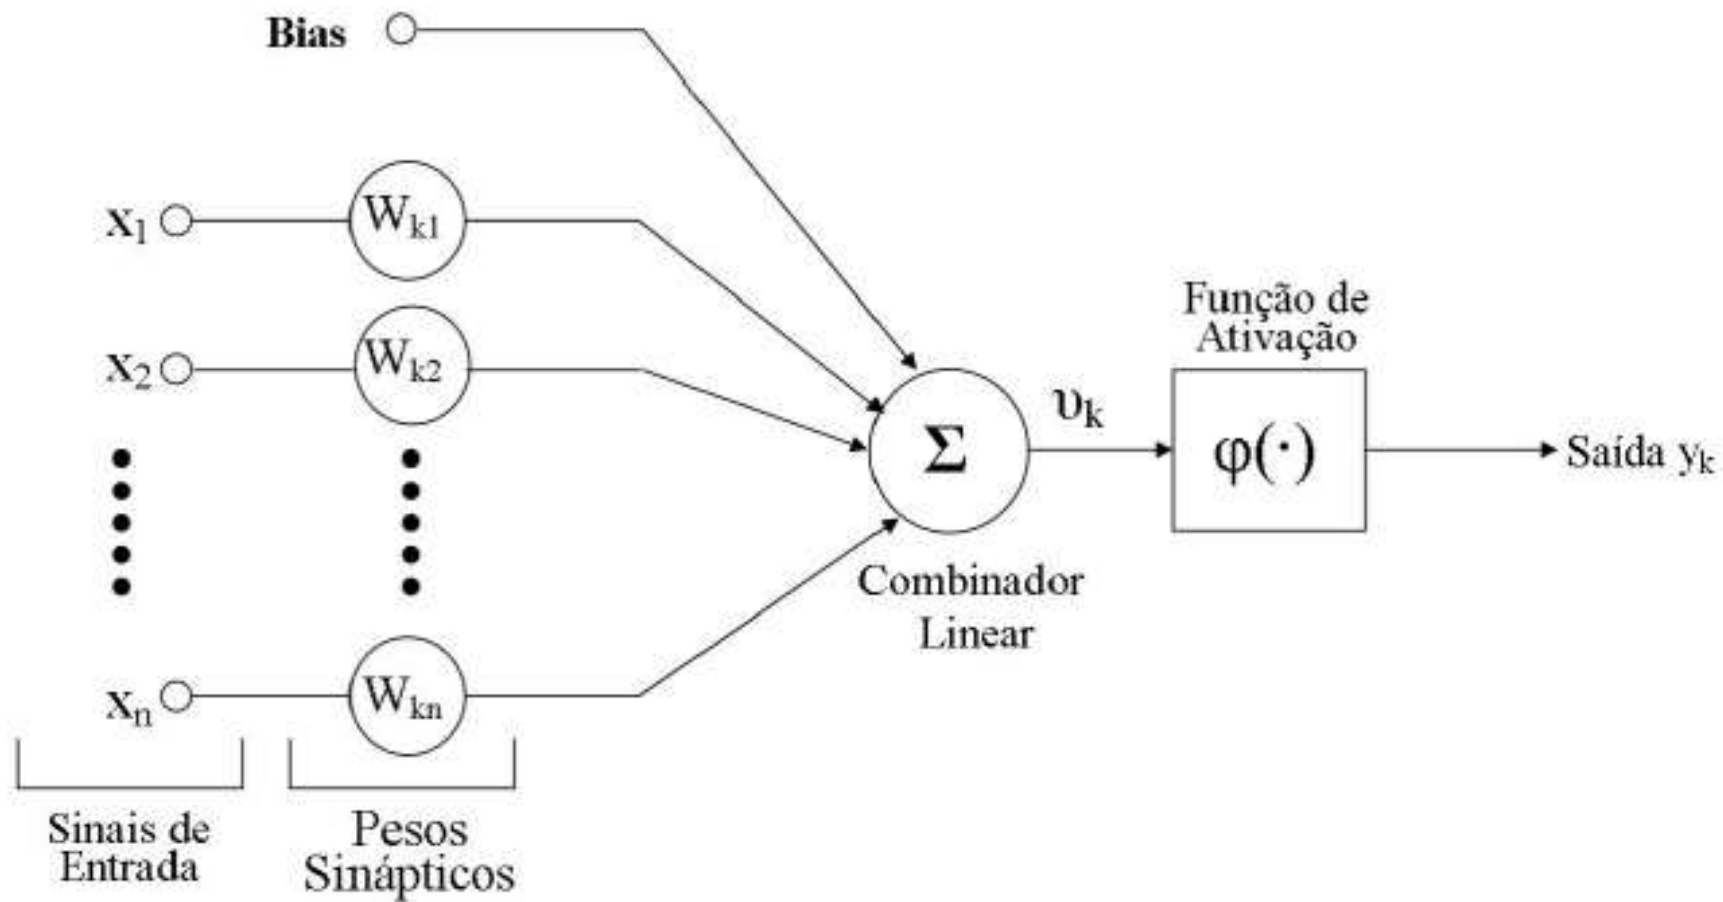 Bias
x₁
Wₖ₁
x₂
Wₖ₂
xₙ
Wₖₙ
Σ
Combinador
Linear
υₖ
Função de
Ativação
φ(·)
Saída yₖ
Sinais de
Entrada
Pesos
Sinápticos